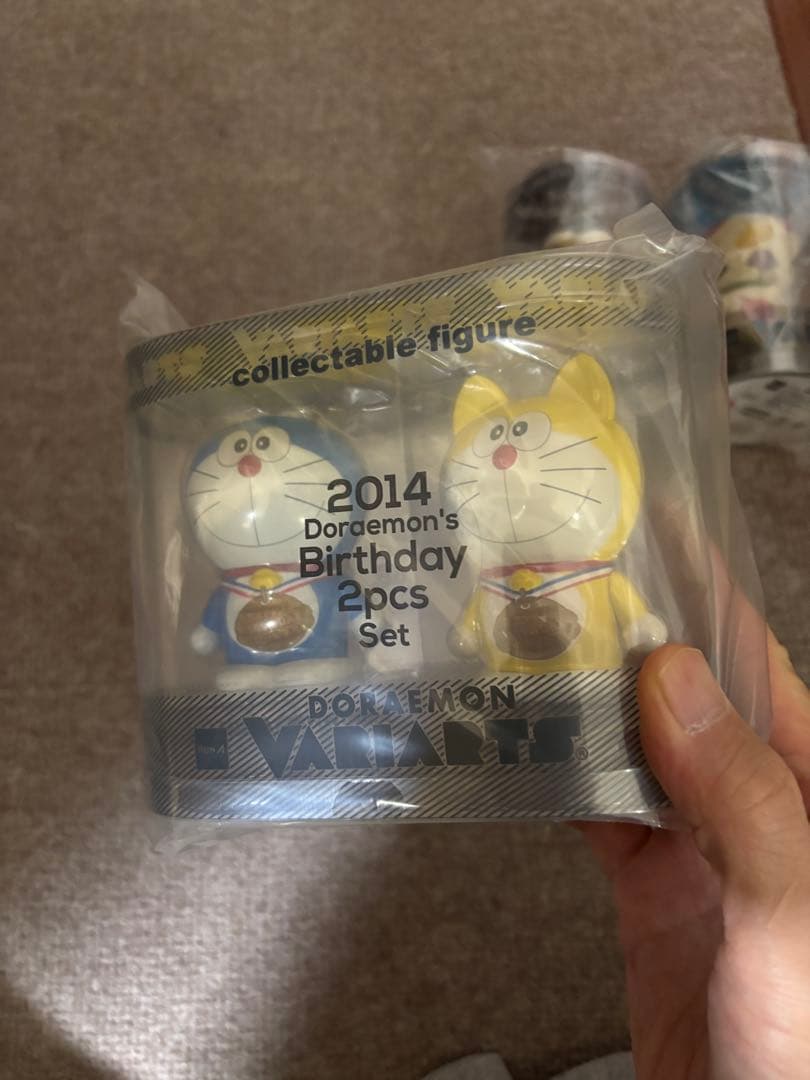 collectable figure
2014
Doraemon's
Birthday
2pcs
Set
DORAEMON
VARIARTS®